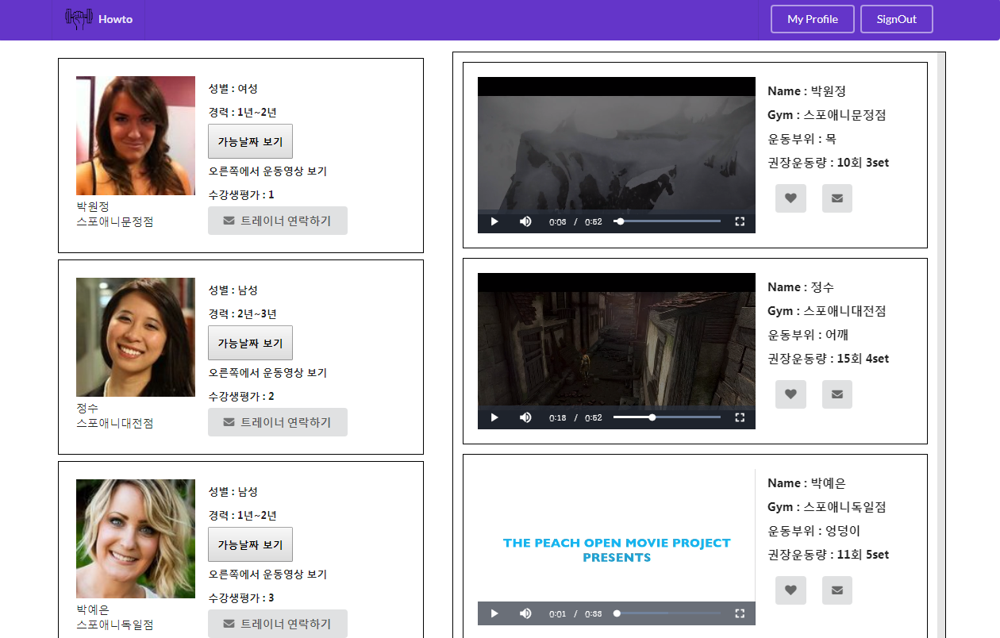 Howto
My Profile
SignOut
성별 : 여성
경력 : 1년~2년
가능날짜 보기
오른쪽에서 운동영상 보기
수강생평가 : 1
트레이너 연락하기
박원정
스포애니문정점
성별 : 남성
경력 : 2년~3년
가능날짜 보기
오른쪽에서 운동영상 보기
수강생평가 : 2
트레이너 연락하기
정수
스포애니대전점
성별 : 남성
경력 : 1년~2년
가능날짜 보기
오른쪽에서 운동영상 보기
수강생평가 : 3
트레이너 연락하기
박예은
스포애니독일점
0:03 / 0:52
Name : 박원정
Gym : 스포애니문정점
운동부위 : 목
권장운동량 : 10회 3set
0:18 / 0:52
Name : 정수
Gym : 스포애니대전점
운동부위 : 어깨
권장운동량 : 15회 4set
THE PEACH OPEN MOVIE PROJECT
PRESENTS
0:01 / 0:33
Name : 박예은
Gym : 스포애니독일점
운동부위 : 엉덩이
권장운동량 : 11회 5set